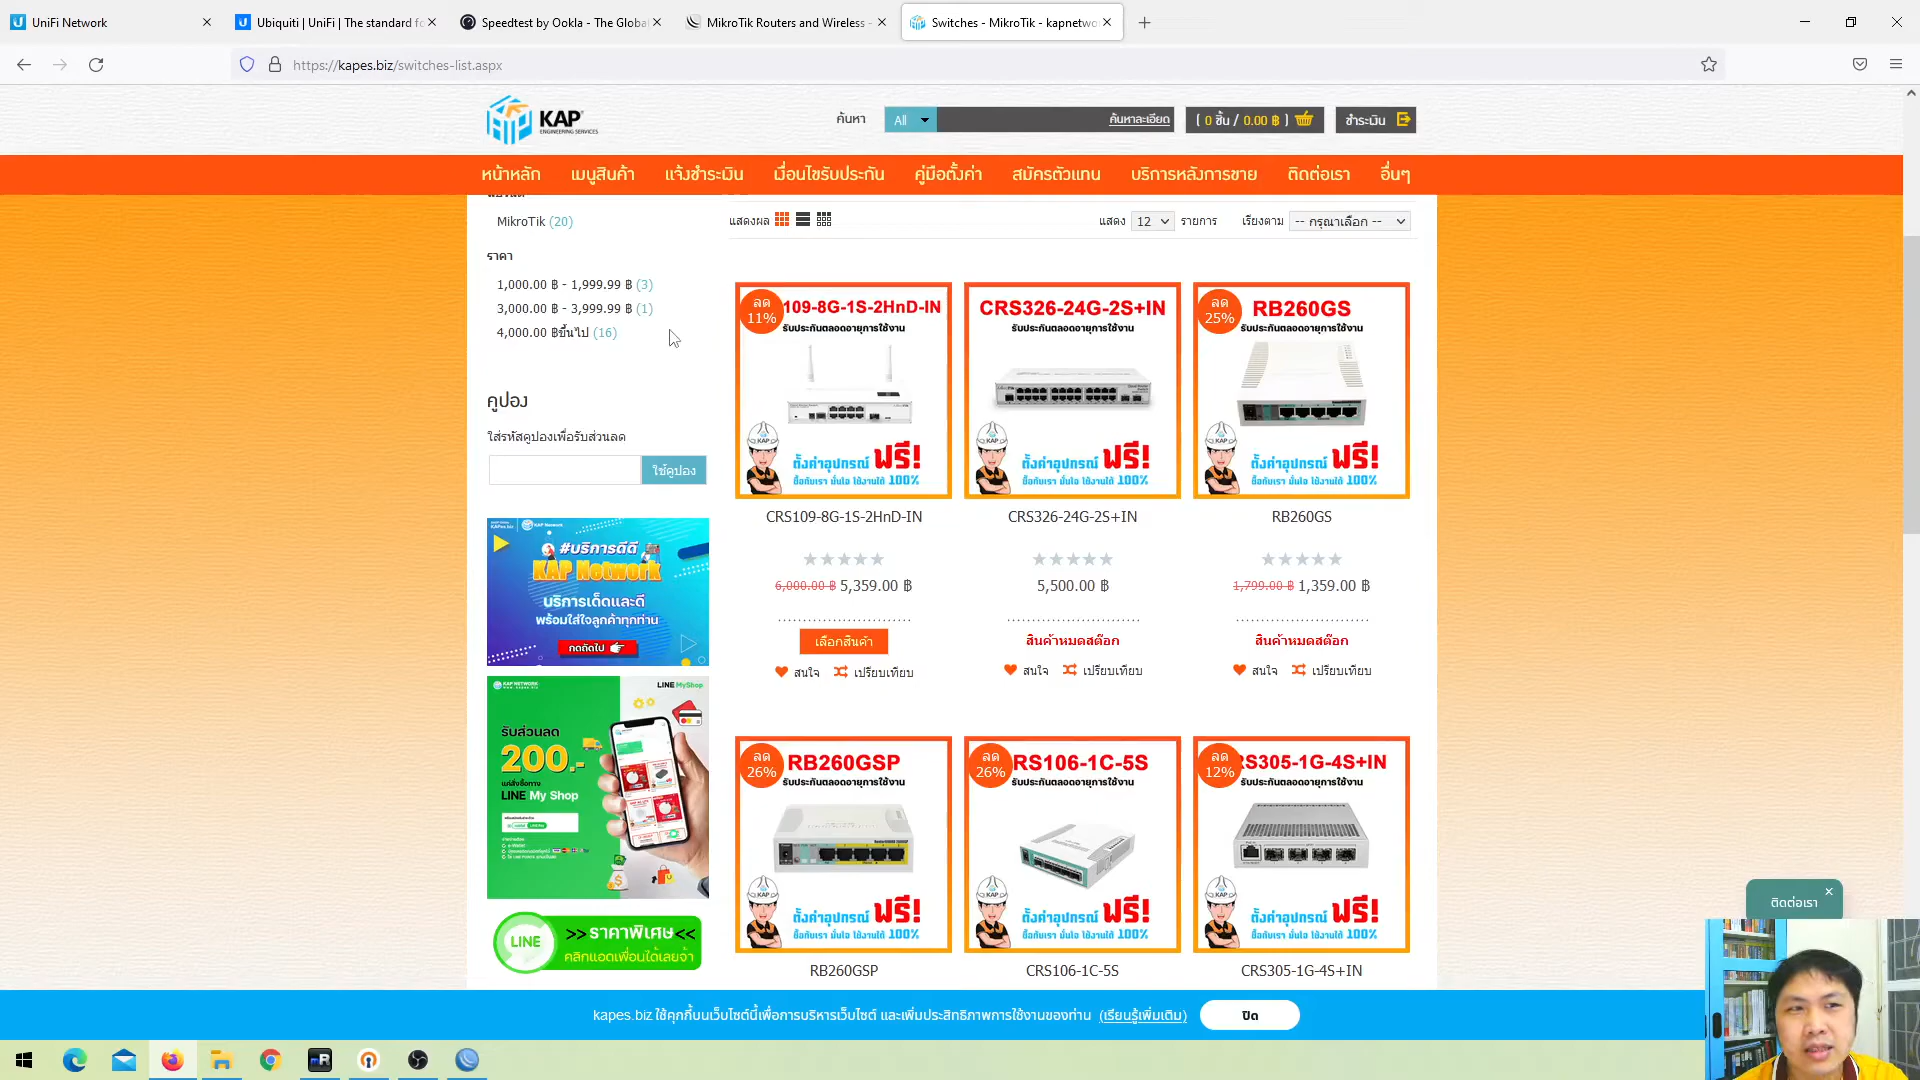 UniFi Network
Ubiquiti | UniFi | The standard fo
Speedtest by Ookla - The Globa
MikroTik Routers and Wireless -
Switches - MikroTik - kapnetwo
https://kapes.biz/switches-list.aspx
KAP
ENGINEERING SERVICES
ค้นหา
All
ค้นหาละเอียด
[ 0 ชิ้น / 0.00 ฿ ]
ชำระเงิน
หน้าหลัก เมนูสินค้า แจ้งชำระเงิน เงื่อนไขรับประกัน คู่มือตั้งค่า สมัครตัวแทน บริการหลังการขาย ติดต่อเรา อื่นๆ
MikroTik (20)
ราคา
1,000.00 ฿ - 1,999.99 ฿ (3)
3,000.00 ฿ - 3,999.99 ฿ (1)
4,000.00 ฿ขึ้นไป (16)
คูปอง
ใส่รหัสคูปองเพื่อรับส่วนลด
ใช้คูปอง
KAP Network
#บริการดีดี
KAP Network
บริการเด็ดและดี
พร้อมใส่ใจลูกค้าทุกท่าน
กดถัดไป
KAP NETWORK
LINE MyShop
รับส่วนลด
200.-
LINE My Shop
LINE
>>ราคาพิเศษ<<
คลิกแอดเพื่อนได้เลยจ้า
แสดงผล
แสดง 12 รายการ
เรียงตาม -- กรุณาเลือก --
ลด 11%
109-8G-1S-2HnD-IN
รับประกันตลอดอายุการใช้งาน
KAP
ตั้งค่าอุปกรณ์ ฟรี!
ซื้อกับเรา มั่นใจ ใช้งานได้ 100%
CRS109-8G-1S-2HnD-IN
6,000.00 ฿ 5,359.00 ฿
เลือกสินค้า
สนใจ เปรียบเทียบ
CRS326-24G-2S+IN
รับประกันตลอดอายุการใช้งาน
KAP
ตั้งค่าอุปกรณ์ ฟรี!
ซื้อกับเรา มั่นใจ ใช้งานได้ 100%
CRS326-24G-2S+IN
5,500.00 ฿
สินค้าหมดสต๊อก
สนใจ เปรียบเทียบ
ลด 25%
RB260GS
รับประกันตลอดอายุการใช้งาน
KAP
ตั้งค่าอุปกรณ์ ฟรี!
ซื้อกับเรา มั่นใจ ใช้งานได้ 100%
RB260GS
1,799.00 ฿ 1,359.00 ฿
สินค้าหมดสต๊อก
สนใจ เปรียบเทียบ
ลด 26%
RB260GSP
รับประกันตลอดอายุการใช้งาน
KAP
ตั้งค่าอุปกรณ์ ฟรี!
ซื้อกับเรา มั่นใจ ใช้งานได้ 100%
RB260GSP
ลด 26%
RS106-1C-5S
รับประกันตลอดอายุการใช้งาน
KAP
ตั้งค่าอุปกรณ์ ฟรี!
ซื้อกับเรา มั่นใจ ใช้งานได้ 100%
CRS106-1C-5S
ลด 12%
RS305-1G-4S+IN
รับประกันตลอดอายุการใช้งาน
KAP
ตั้งค่าอุปกรณ์ ฟรี!
ซื้อกับเรา มั่นใจ ใช้งานได้ 100%
CRS305-1G-4S+IN
ติดต่อเรา
kapes.biz ใช้คุกกี้บนเว็บไซต์นี้เพื่อการบริหารเว็บไซต์ และเพิ่มประสิทธิภาพการใช้งานของท่าน (เรียนรู้เพิ่มเติม) ปิด